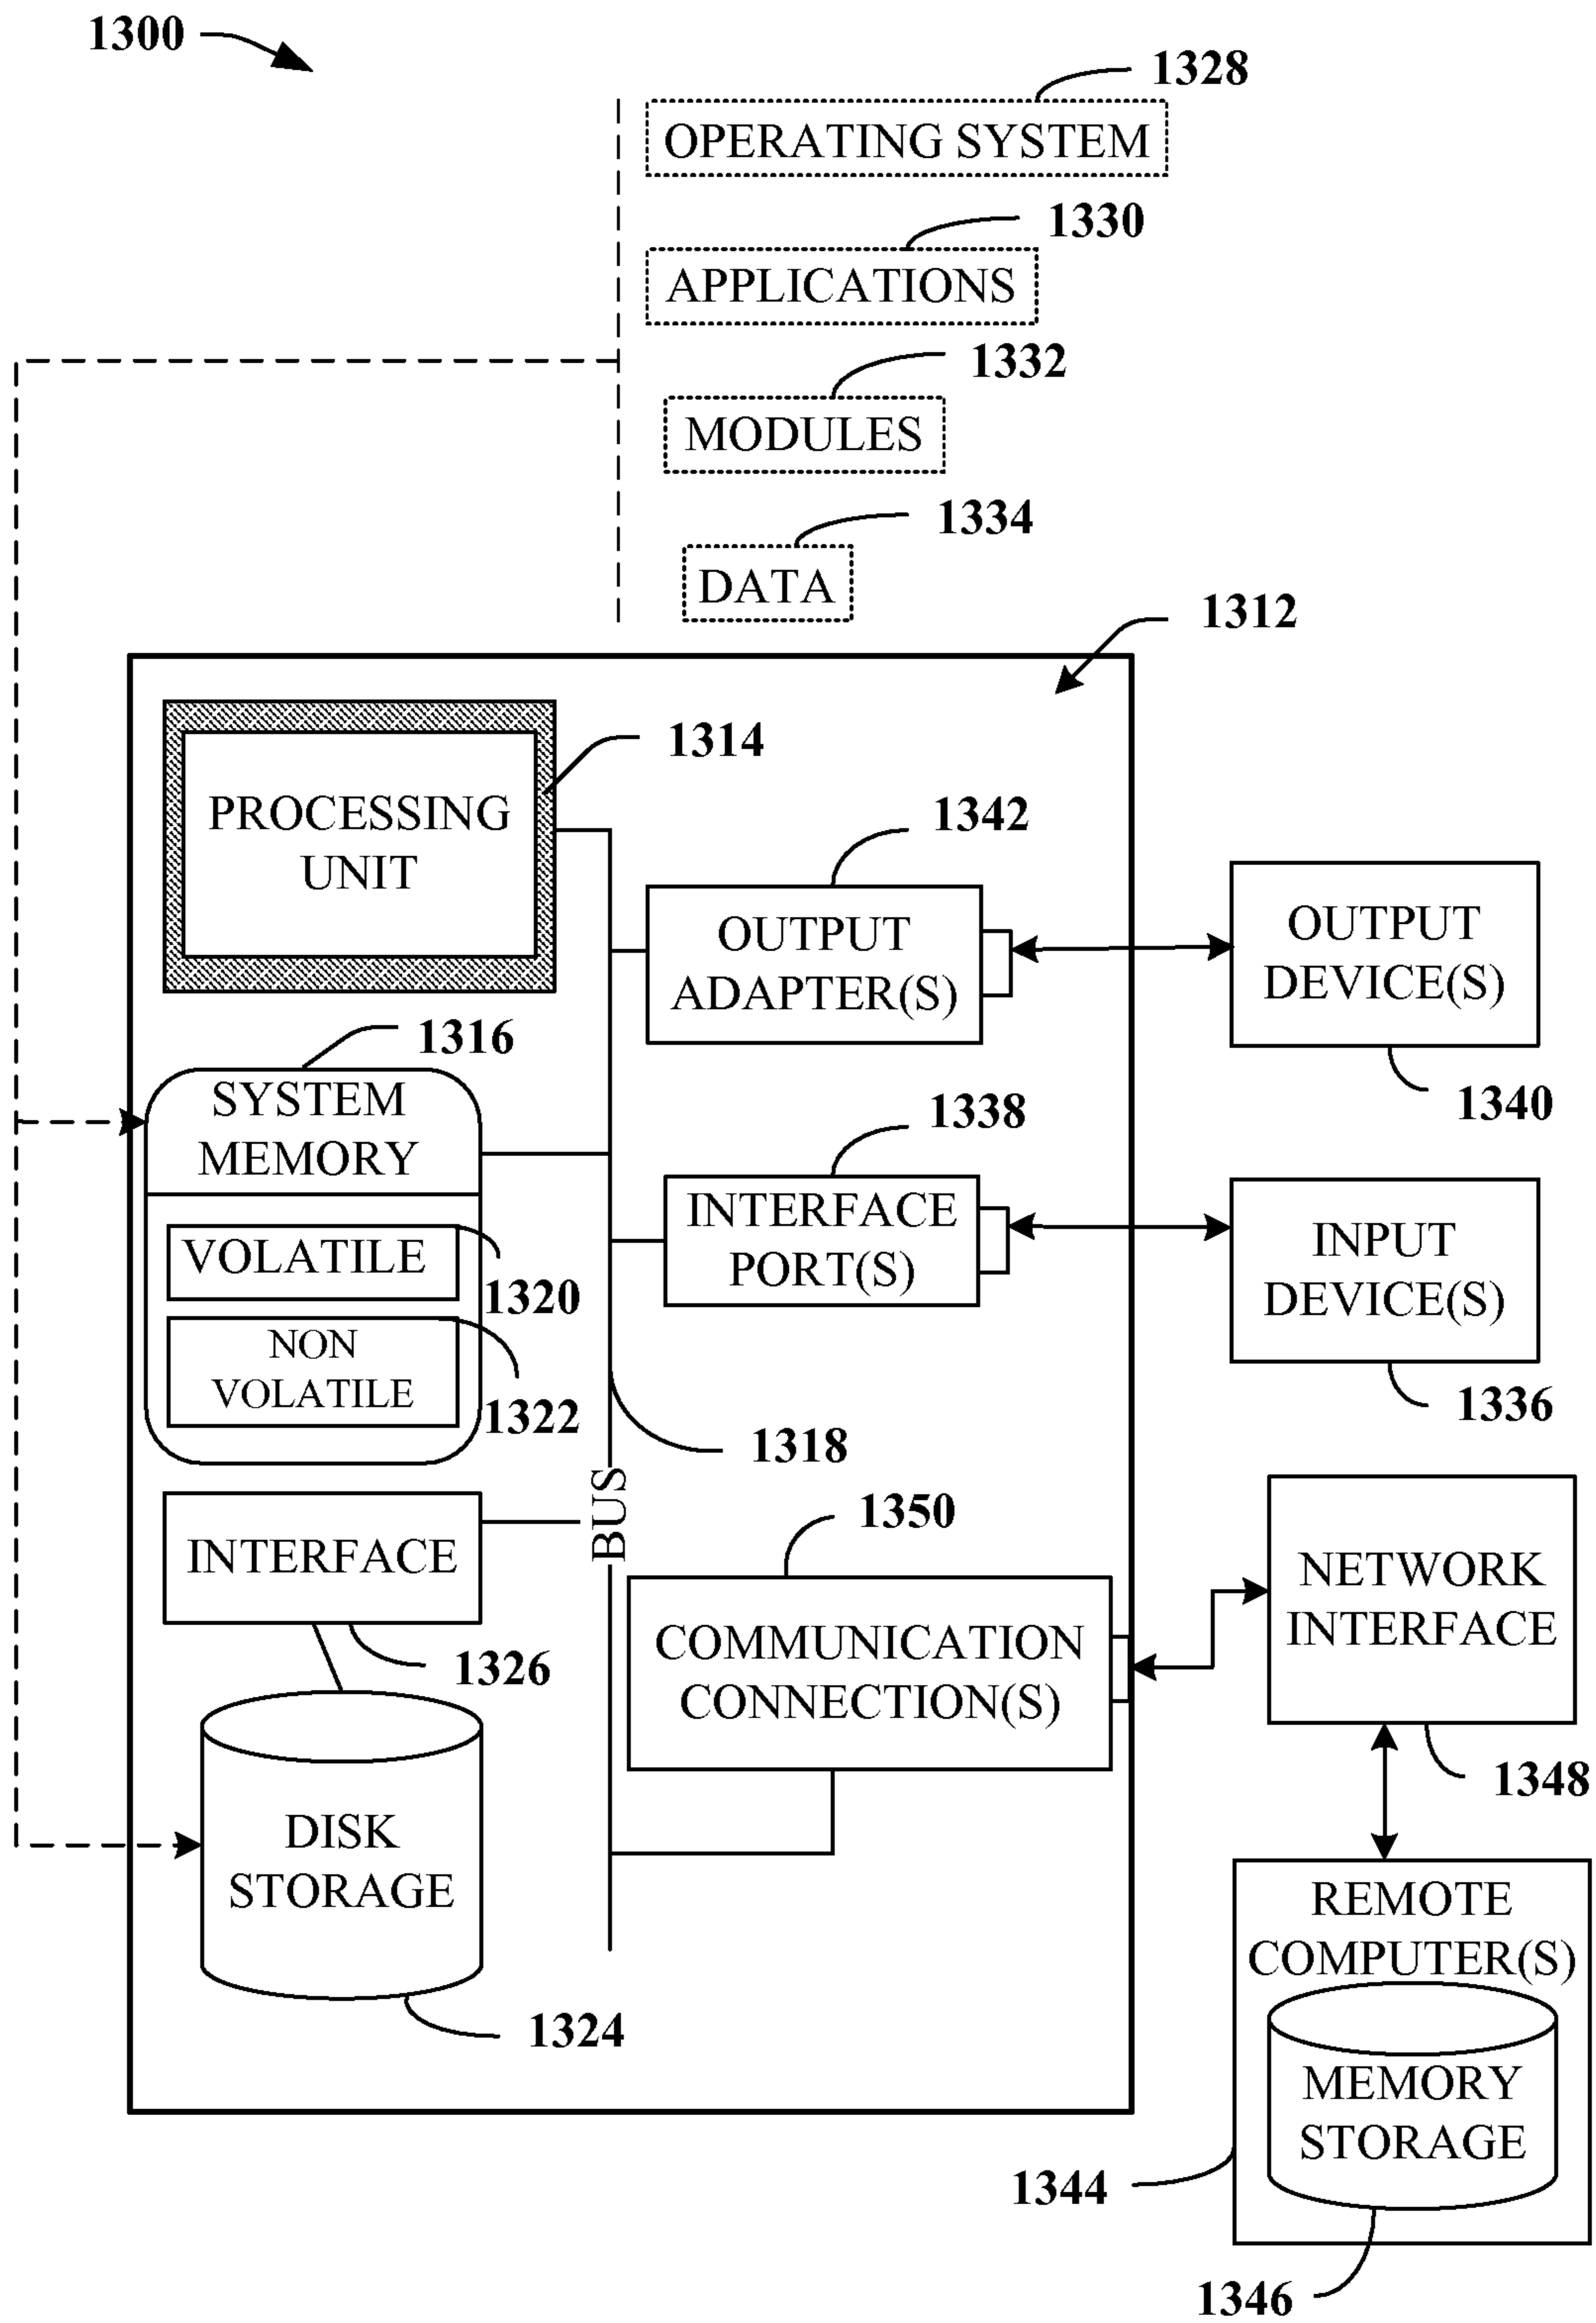 1300
1328
OPERATING SYSTEM
1330
APPLICATIONS
1332
MODULES
1334
DATA
1312
PROCESSING
UNIT
1314
1342
OUTPUT
ADAPTER(S)
OUTPUT
DEVICE(S)
1340
1316
SYSTEM
MEMORY
VOLATILE
1320
NON
VOLATILE
1322
1338
INTERFACE
PORT(S)
INPUT
DEVICE(S)
1336
1318
BUS
INTERFACE
1326
1350
COMMUNICATION
CONNECTION(S)
NETWORK
INTERFACE
1348
DISK
STORAGE
1324
REMOTE
COMPUTER(S)
MEMORY
STORAGE
1344
1346